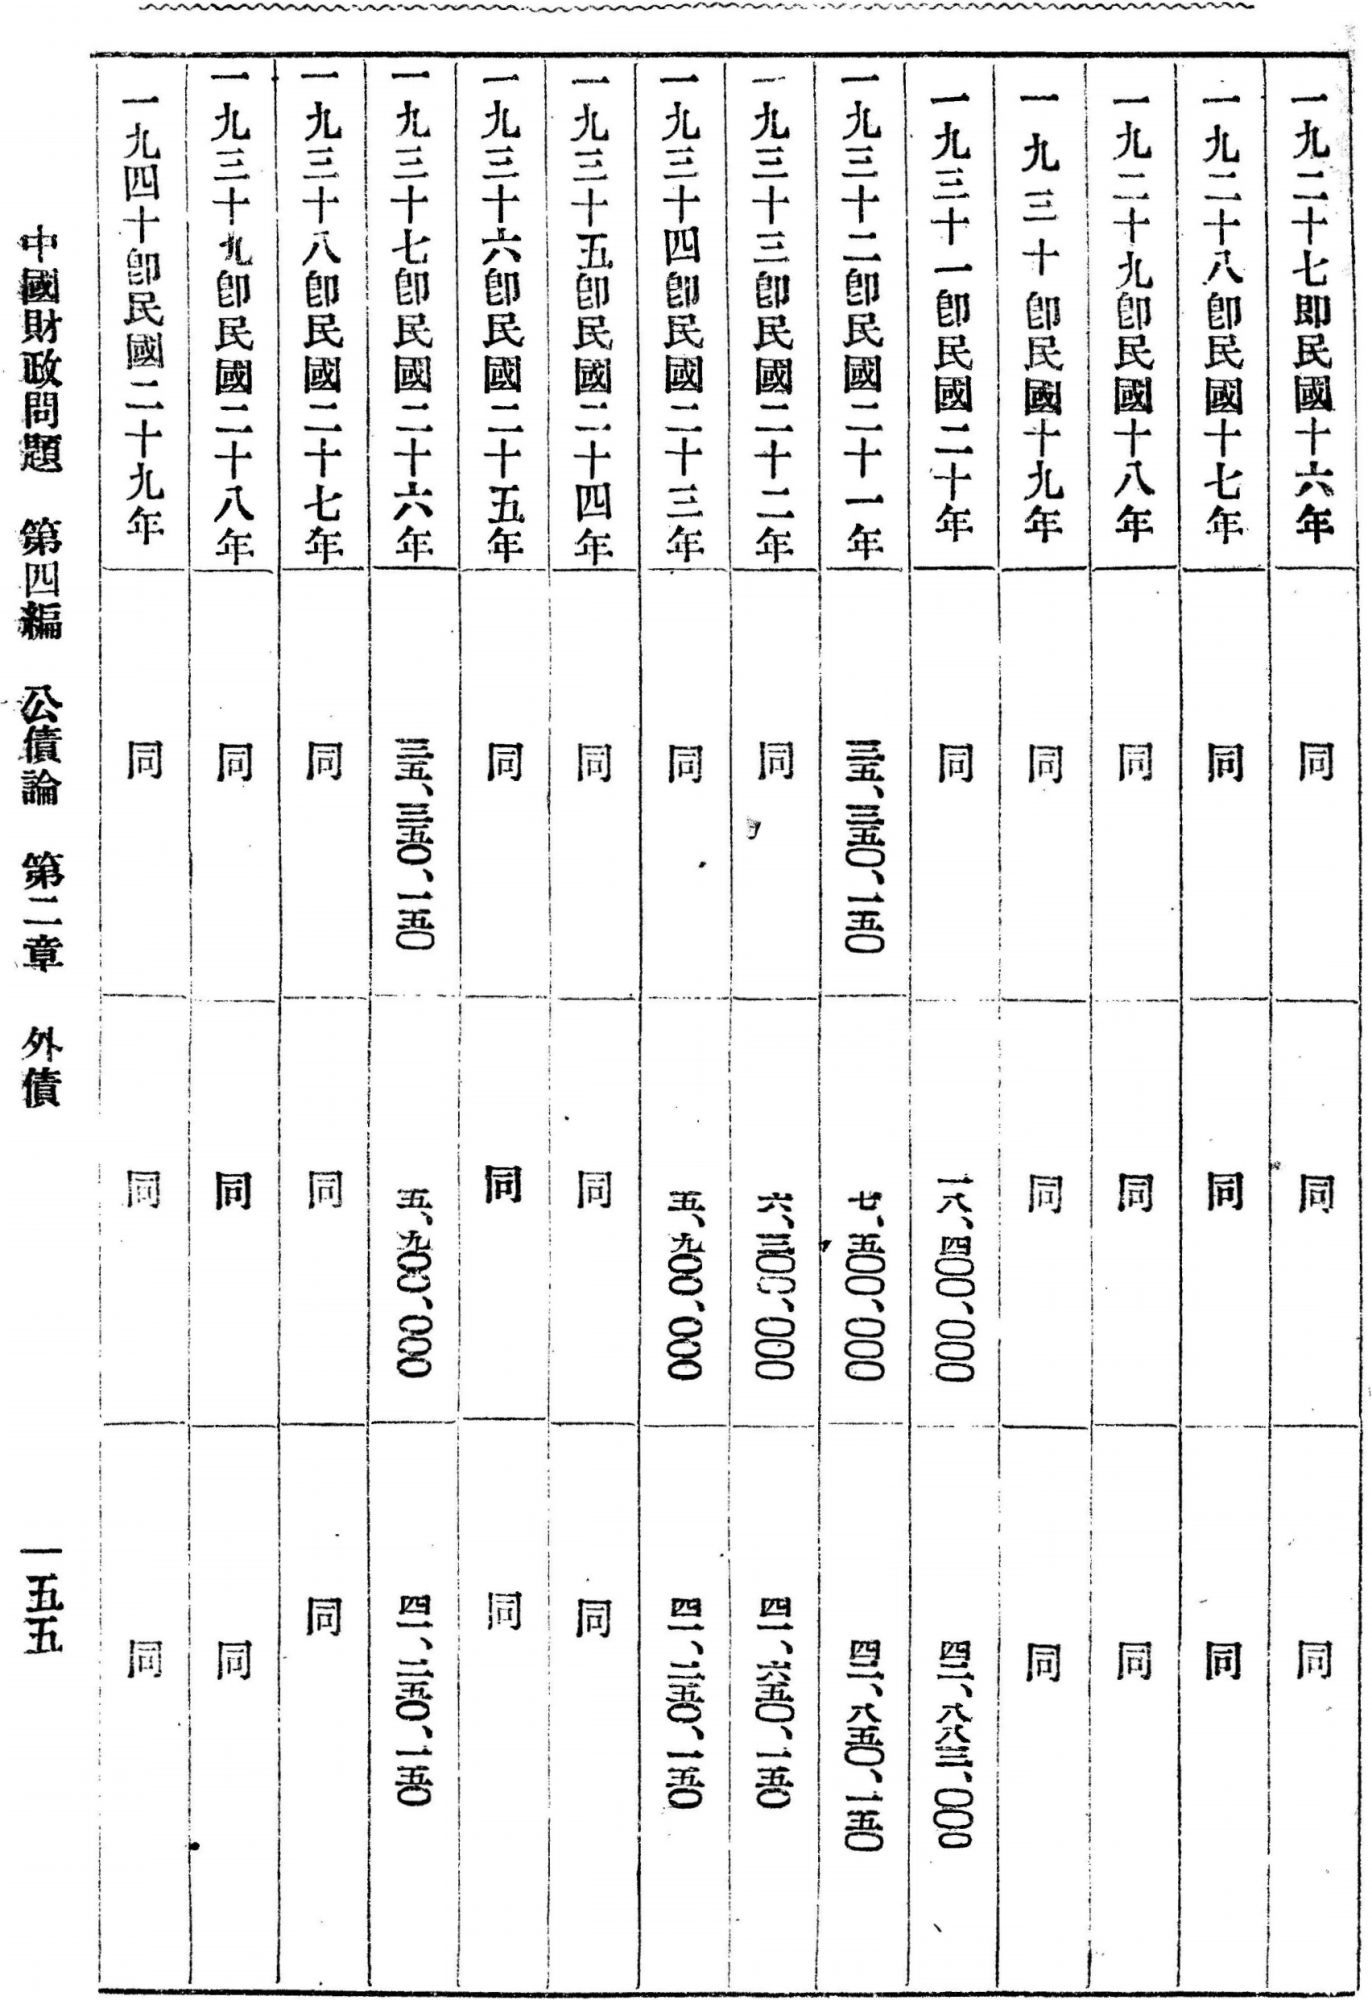 一九二十七即民國十六年 同 同 同
一九二十八卽民國十七年 同 同 同
一九二十九卽民國十八年 同 同 同
一九三十卽民國十九年 同 同 同
一九三十一卽民國二十年 同 一八、四〇〇、〇〇〇 四二、八八三、〇〇〇
一九三十二卽民國二十一年 三五、三五〇、一五〇 七、五〇〇、〇〇〇 四二、八五〇、一五〇
一九三十三卽民國二十二年 同 六、三〇〇、〇〇〇 四一、六五〇、一五〇
一九三十四卽民國二十三年 同 五、九〇〇、〇〇〇 四一、二五〇、一五〇
一九三十五卽民國二十四年 同 同 同
一九三十六卽民國二十五年 同 同 同
一九三十七卽民國二十六年 三五、三五〇、一五〇 五、九〇〇、〇〇〇 四一、二五〇、一五〇
一九三十八卽民國二十七年 同 同 同
一九三十九卽民國二十八年 同 同 同
一九四十卽民國二十九年 同 同 同
中國財政問題 第四編 公債論 第二章 外債 一五五